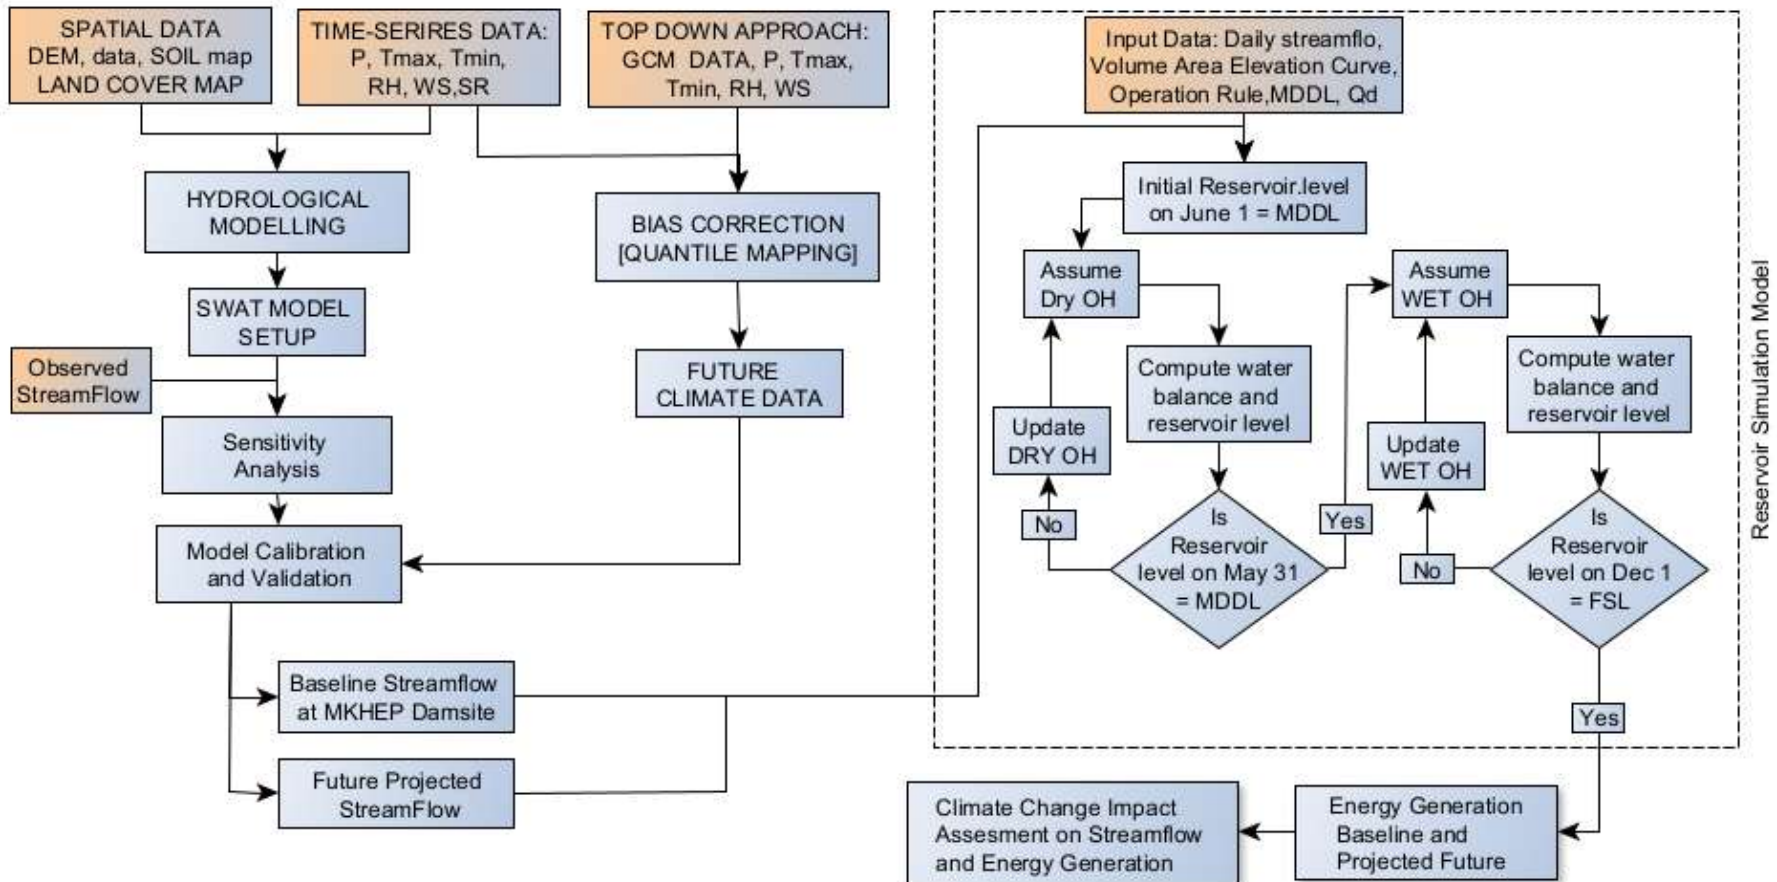 SPATIAL DATA
DEM, data, SOIL map
LAND COVER MAP
TIME-SERIRES DATA:
P, Tmax, Tmin,
RH, WS,SR
TOP DOWN APPROACH:
GCM DATA, P, Tmax,
Tmin, RH, WS
HYDROLOGICAL
MODELLING
BIAS CORRECTION
[QUANTILE MAPPING]
SWAT MODEL
SETUP
Observed
StreamFlow
FUTURE
CLIMATE DATA
Sensitivity
Analysis
Model Calibration
and Validation
Baseline Streamflow
at MKHEP Damsite
Future Projected
StreamFlow
Input Data: Daily streamflo,
Volume Area Elevation Curve,
Operation Rule,MDDL, Qd
Initial Reservoir.level
on June 1 = MDDL
Assume
Dry OH
Compute water
balance and
reservoir level
Update
DRY OH
No
Is
Reservoir
level on May 31
= MDDL
Yes
Assume
WET OH
Compute water
balance and
reservoir level
Update
WET OH
No
Is
Reservoir
level on Dec 1
= FSL
Yes
Reservoir Simulation Model
Energy Generation
Baseline and
Projected Future
Climate Change Impact
Assesment on Streamflow
and Energy Generation